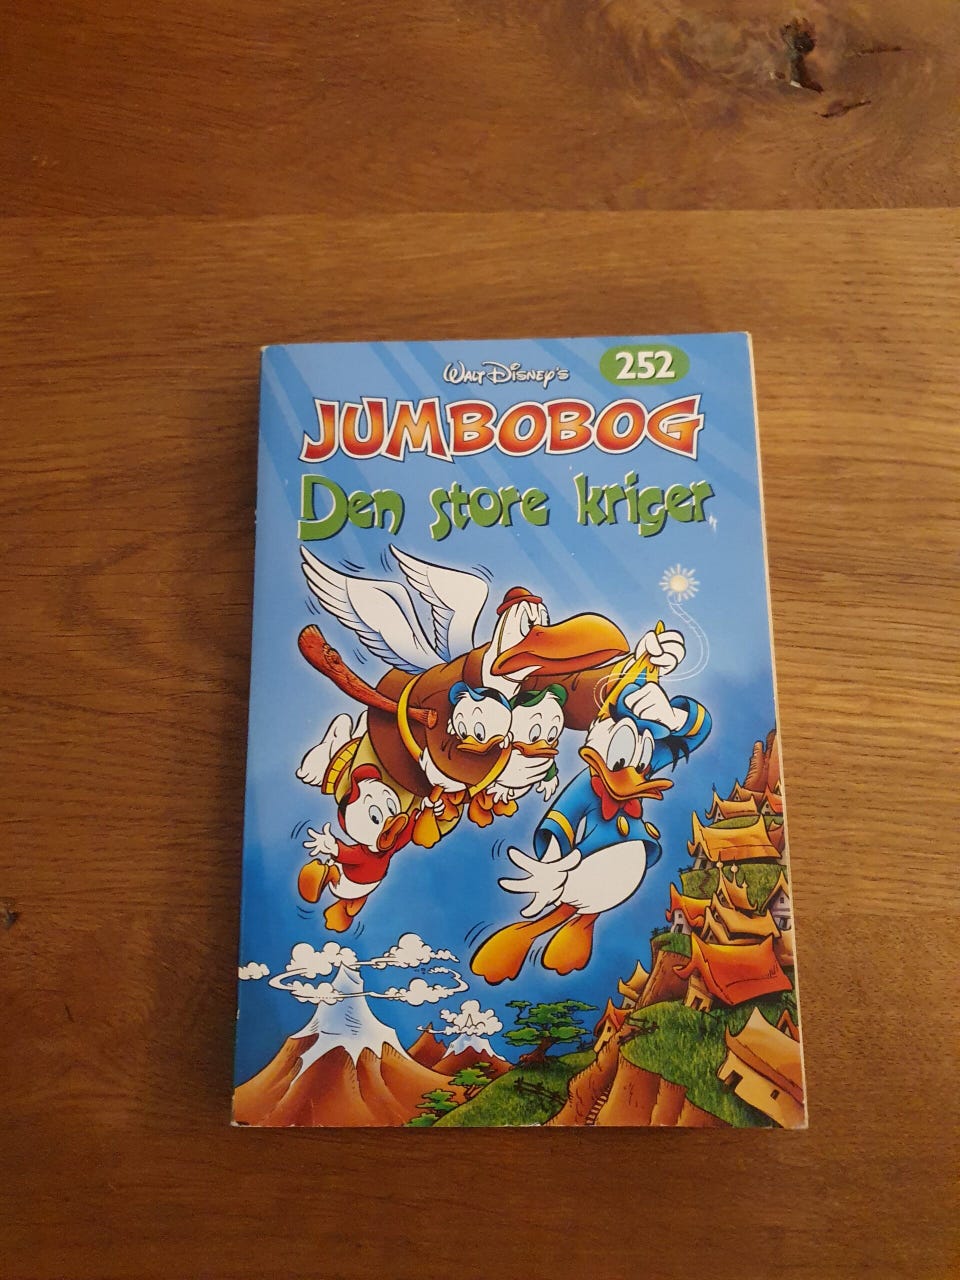 Walt Disney's
252
JUMBOBOG
Den store kriger